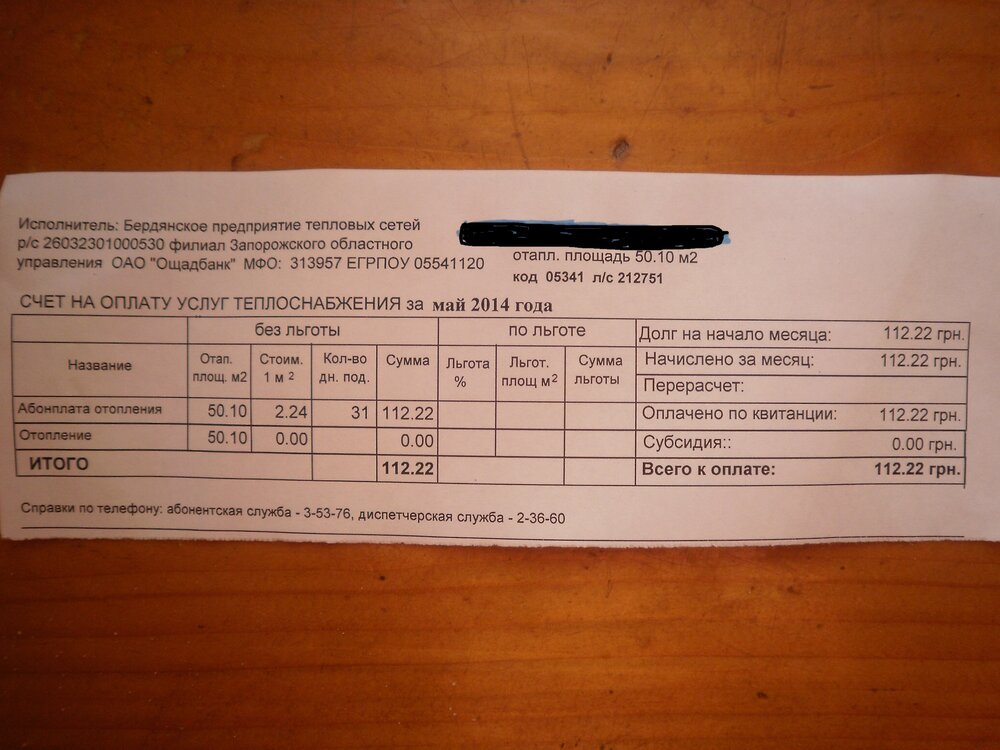 Исполнитель: Бердянское предприятие тепловых сетей
р/с 26032301000530 филиал Запорожского областного
управления ОАО "Ощадбанк" МФО: 313957 ЕГРПОУ 05541120
отапл. площадь 50.10 м2
код 05341 л/с 212751
СЧЕТ НА ОПЛАТУ УСЛУГ ТЕПЛОСНАБЖЕНИЯ за май 2014 года
без льготы по льготе Долг на начало месяца: 112.22 грн.
Название Отап. площ. м2 Стоим. 1 м 2 Кол-во дн. под. Сумма Льгота % Льгот. площ м2 Сумма льготы Начислено за месяц: 112.22 грн.
Перерасчет:
Абонплата отопления 50.10 2.24 31 112.22 Оплачено по квитанции: 112.22 грн.
Отопление 50.10 0.00 0.00 Субсидия:: 0.00 грн.
ИТОГО 112.22 Всего к оплате: 112.22 грн.
Справки по телефону: абонентская служба - 3-53-76, диспетчерская служба - 2-36-60